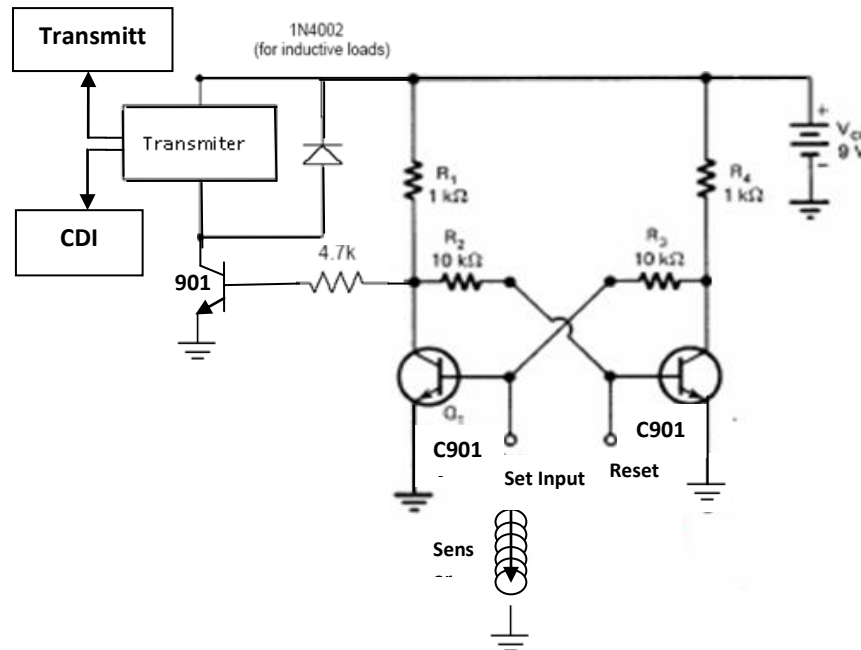 Transmitt
1N4002
(for inductive loads)
Transmiter
CDI
901
4.7k
R1
1 kΩ
R2
10 kΩ
R3
10 kΩ
R4
1 kΩ
+
9 V
-
C901
C901
Set Input
Reset
Sens